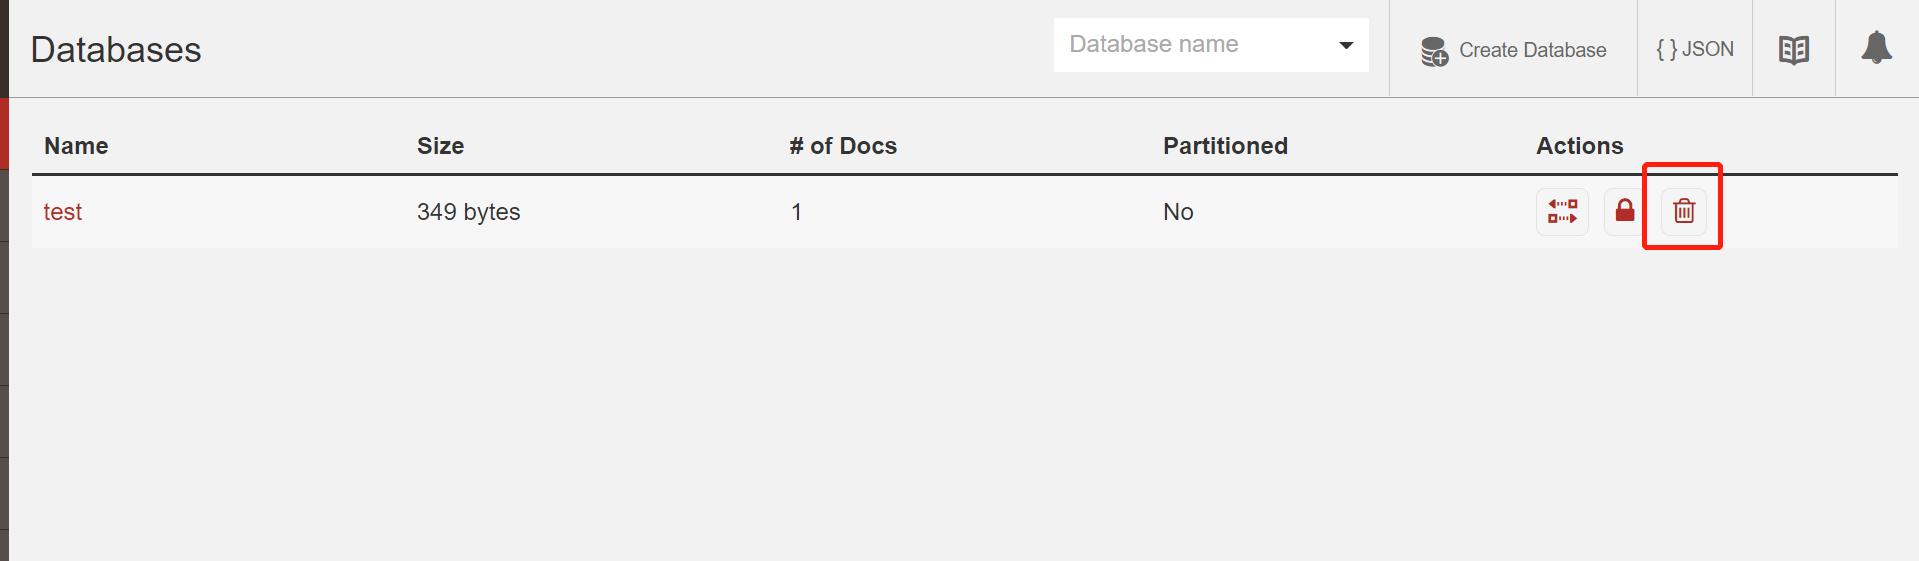 Databases
Database name
Create Database
{ } JSON
Name Size # of Docs Partitioned Actions
test 349 bytes 1 No